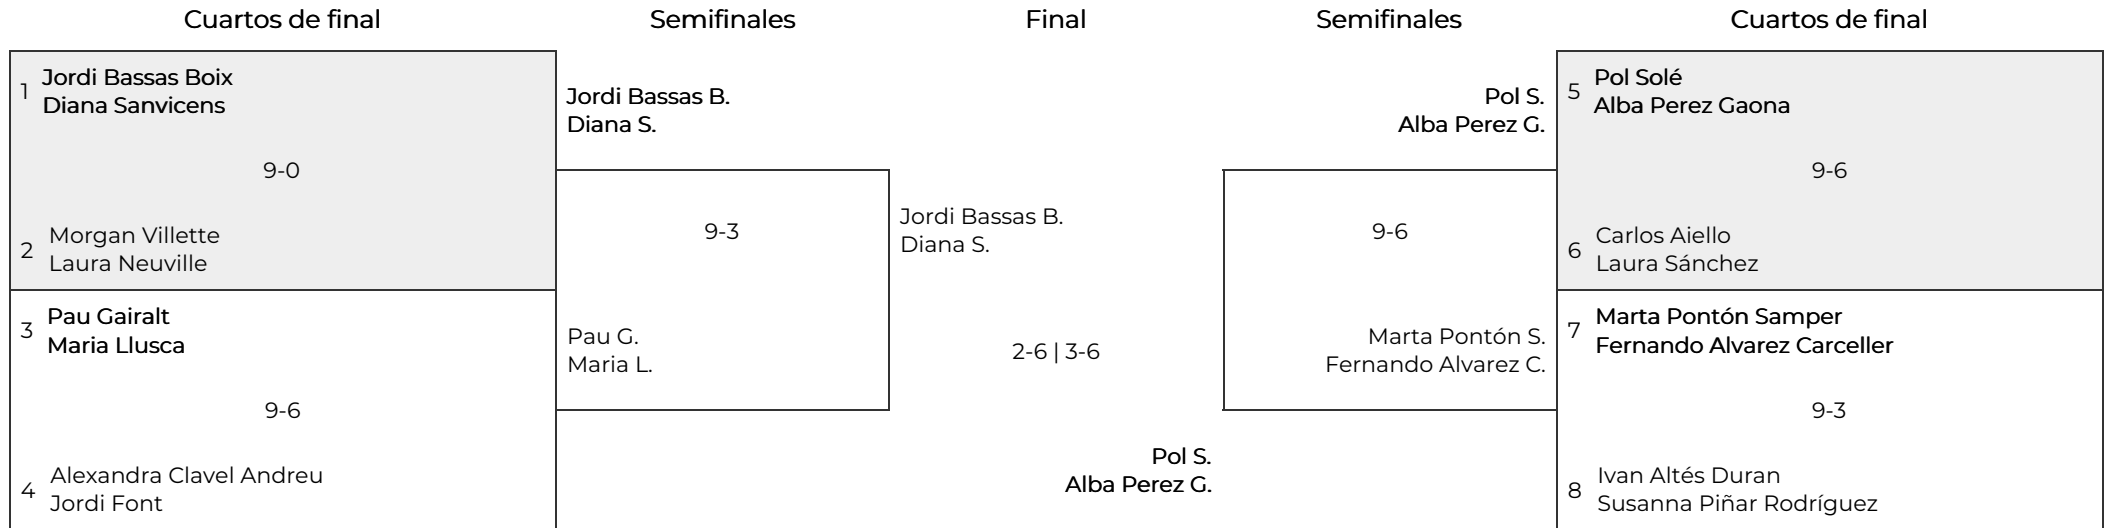 Cuartos de final
Semifinales
Final
Semifinales
Cuartos de final
1
Jordi Bassas Boix
Diana Sanvicens
9-0
2
Morgan Villette
Laura Neuville
3
Pau Gairalt
Maria Llusca
9-6
4
Alexandra Clavel Andreu
Jordi Font
Jordi Bassas B.
Diana S.
9-3
Pau G.
Maria L.
Jordi Bassas B.
Diana S.
2-6 | 3-6
Pol S.
Alba Perez G.
Pol S.
Alba Perez G.
9-6
Marta Pontón S.
Fernando Alvarez C.
5
Pol Solé
Alba Perez Gaona
9-6
6
Carlos Aiello
Laura Sánchez
7
Marta Pontón Samper
Fernando Alvarez Carceller
9-3
8
Ivan Altés Duran
Susanna Piñar Rodríguez